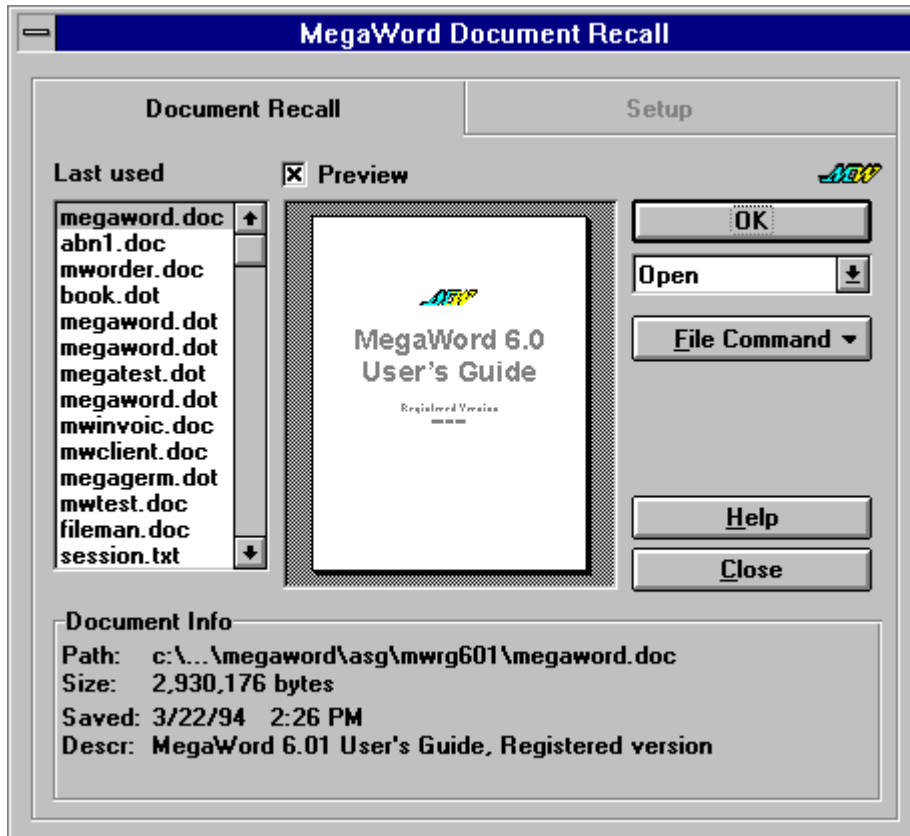 MegaWord Document Recall
Document Recall
Setup
Last used
Preview
MEW
megaword.doc
abn1.doc
mworder.doc
book.dot
megaword.dot
megaword.dot
megatest.dot
megaword.dot
mwinvoic.doc
mwclient.doc
megagerm.dot
mwtest.doc
fileman.doc
session.txt
MEW
MegaWord 6.0
User's Guide
Registered Version
OK
Open
File Command
Help
Close
Document Info
Path: c:\...\megaword\asg\mwrg601\megaword.doc
Size: 2,930,176 bytes
Saved: 3/22/94 2:26 PM
Descr: MegaWord 6.01 User's Guide, Registered version